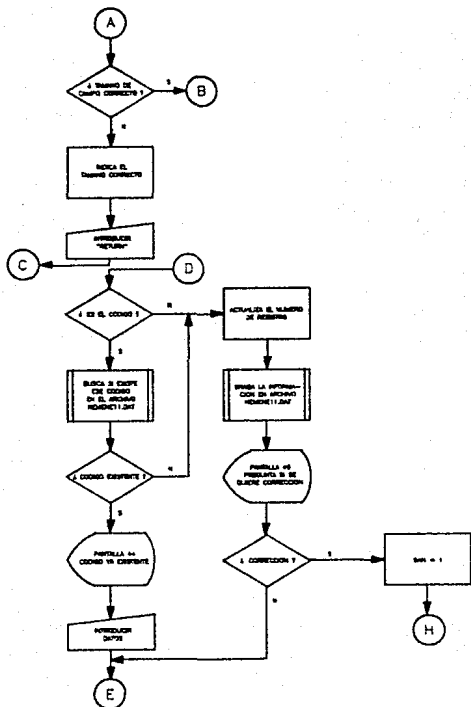 A
¿ TAMAÑO DE
CAMPO CORRECTO ?
S
B
N
INDICA EL
TAMAÑO CORRECTO
INTRODUCIR
"RETURN"
C
D
¿ ES EL CODIGO ?
N
ACTUALIZA EL NUMERO
DE REGISTRO
S
BUSCA SI EXISTE
ESE CODIGO
EN EL ARCHIVO
GRABA LA INFORMA-
CION EN ARCHIVO
¿ CODIGO EXISTENTE ?
N
PANTALLA
PREGUNTA SI SE
QUIERE CORRECCION
S
PANTALLA
CODIGO YA EXISTENTE
¿ CORRECCION ?
S
BAN = 1
N
INTRODUCIR
DATOS
H
E